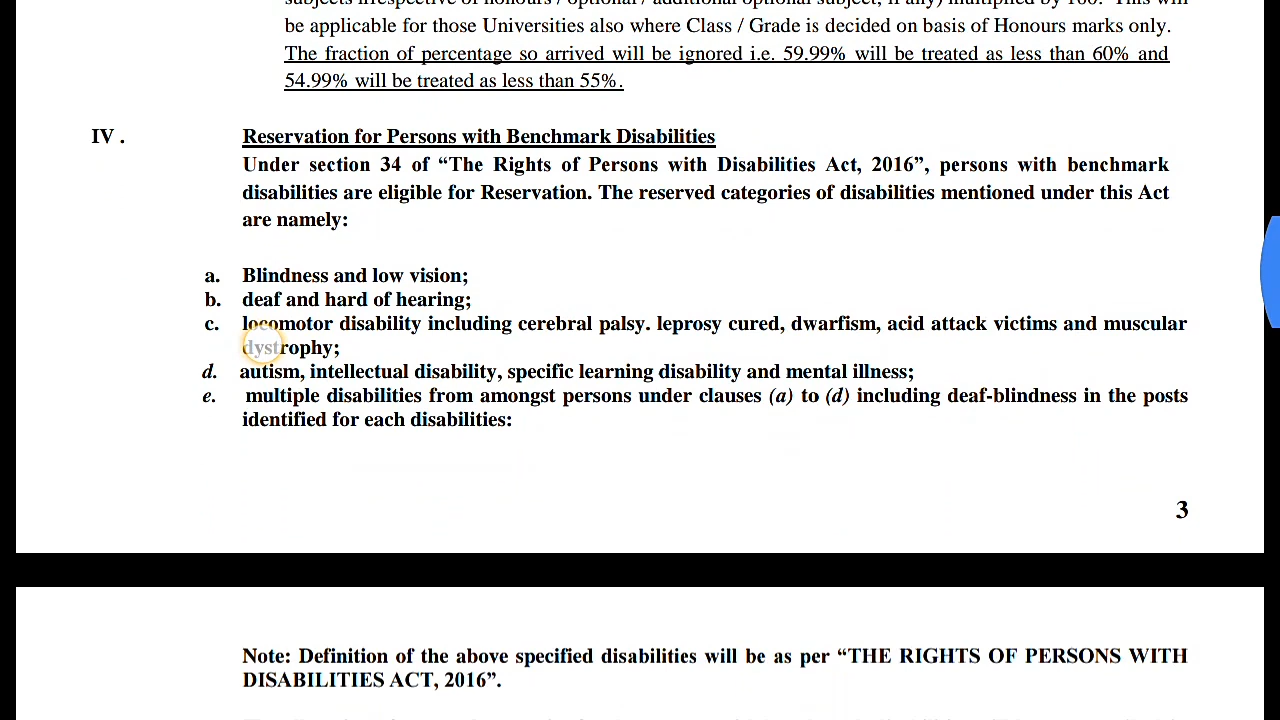 subjects irrespective of honours / optional / additional optional subject, if any) multiplied by 100. This will
be applicable for those Universities also where Class / Grade is decided on basis of Honours marks only.
The fraction of percentage so arrived will be ignored i.e. 59.99% will be treated as less than 60% and
54.99% will be treated as less than 55%.
IV . Reservation for Persons with Benchmark Disabilities
Under section 34 of “The Rights of Persons with Disabilities Act, 2016”, persons with benchmark
disabilities are eligible for Reservation. The reserved categories of disabilities mentioned under this Act
are namely:
a. Blindness and low vision;
b. deaf and hard of hearing;
c. locomotor disability including cerebral palsy. leprosy cured, dwarfism, acid attack victims and muscular
dystrophy;
d. autism, intellectual disability, specific learning disability and mental illness;
e. multiple disabilities from amongst persons under clauses (a) to (d) including deaf-blindness in the posts
identified for each disabilities:
3
Note: Definition of the above specified disabilities will be as per “THE RIGHTS OF PERSONS WITH
DISABILITIES ACT, 2016”.